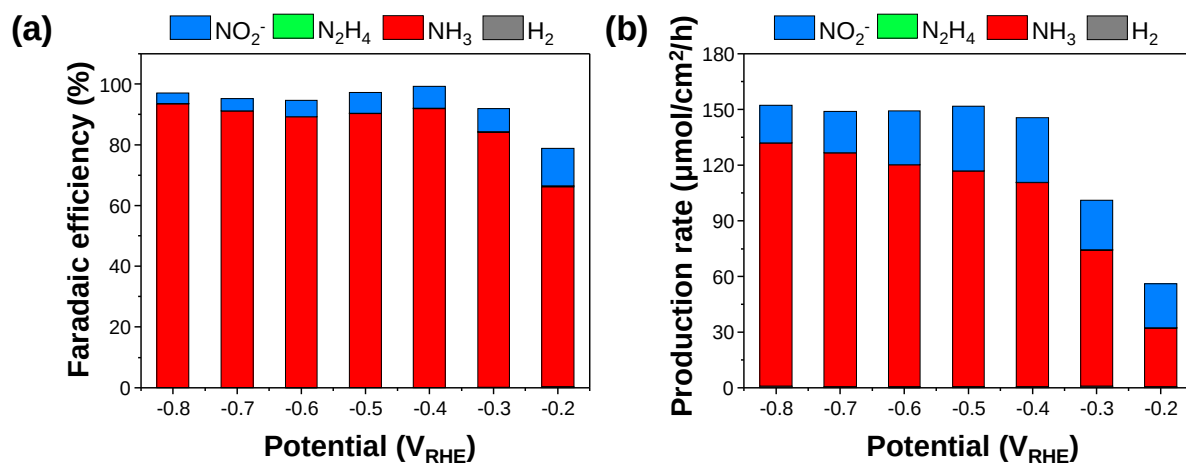 (a)
NO₂⁻ N₂H₄ NH₃ H₂
Faradaic efficiency (%)
100
80
60
40
20
0
-0.8 -0.7 -0.6 -0.5 -0.4 -0.3 -0.2
Potential (V_RHE)
(b)
NO₂⁻ N₂H₄ NH₃ H₂
Production rate (μmol/cm²/h)
180
150
120
90
60
30
0
-0.8 -0.7 -0.6 -0.5 -0.4 -0.3 -0.2
Potential (V_RHE)